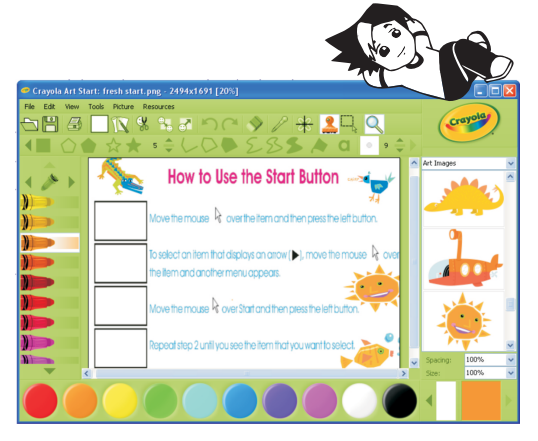 Crayola Art Start: fresh start.png - 2494x1691 [20%]
File Edit View Tools Picture Resources
Crayola
5
a
9
Art Images
How to Use the Start Button
Move the mouse over the item and then press the left button.
To select an item that displays an arrow (▶), move the mouse over
the item and another menu appears.
Move the mouse over Start and then press the left button.
Repeat step 2 until you see the item that you want to select.
Spacing: 100%
Size: 100%